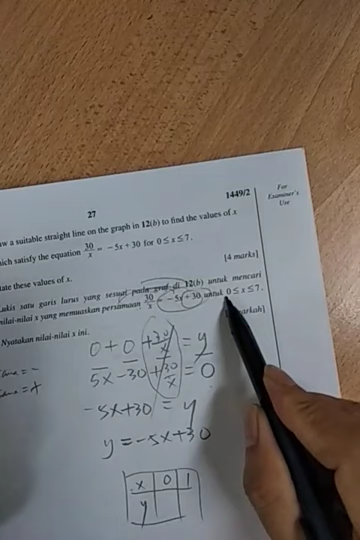 27
1449/2
For
Examiner's
Use
w a suitable straight line on the graph in 12(b) to find the values of x
ich satisfy the equation 30/x = −5x + 30 for 0 ≤ x ≤ 7.
tate these values of x.
[4 marks]
Lukis satu garis lurus yang sesuai pada graf di 12(b) untuk mencari
nilai-nilai x yang memuaskan persamaan 30/x = −5x + 30 untuk 0 ≤ x ≤ 7.
Nyatakan nilai-nilai x ini.
markah]
0 + 0 + 30/x = y
5x − 30 + 30/x = 0
−5x + 30 = y
y = −5x + 30
x 0 1
y